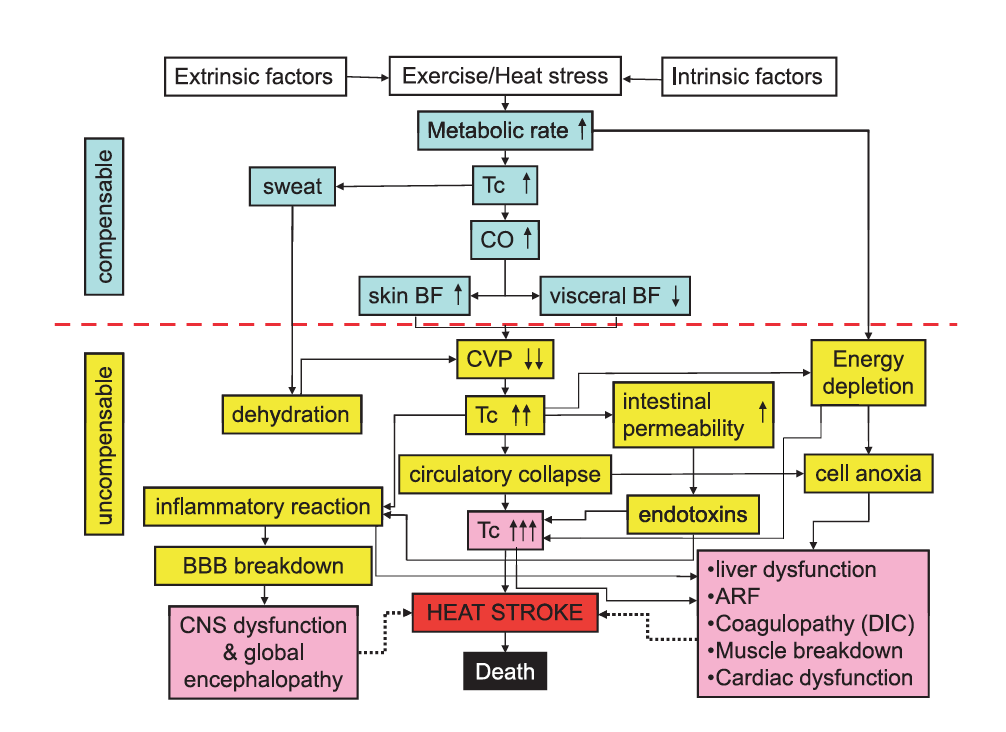 Extrinsic factors
Exercise/Heat stress
Intrinsic factors
Metabolic rate ↑
compensable
sweat
Tc ↑
CO ↑
skin BF ↑
visceral BF ↓
uncompensable
CVP ↓↓
Energy
depletion
dehydration
Tc ↑↑
intestinal
permeability ↑
circulatory collapse
cell anoxia
inflammatory reaction
Tc ↑↑↑
endotoxins
BBB breakdown
•liver dysfunction
•ARF
•Coagulopathy (DIC)
•Muscle breakdown
•Cardiac dysfunction
CNS dysfunction
& global
encephalopathy
HEAT STROKE
Death